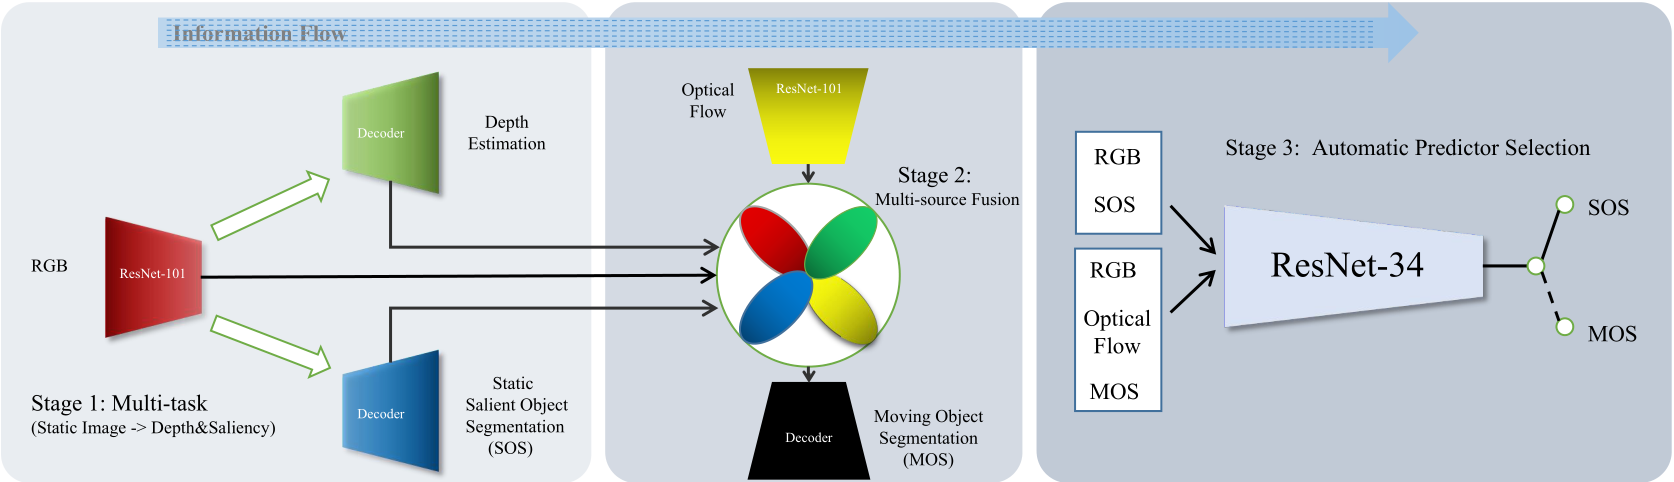 Information Flow
Decoder
Depth
Estimation
RGB
ResNet-101
Stage 1: Multi-task
(Static Image -> Depth&Saliency)
Decoder
Static
Salient Object
Segmentation
(SOS)
Optical
Flow
ResNet-101
Stage 2:
Multi-source Fusion
Decoder
Moving Object
Segmentation
(MOS)
Stage 3: Automatic Predictor Selection
RGB
SOS
RGB
Optical
Flow
MOS
ResNet-34
SOS
MOS